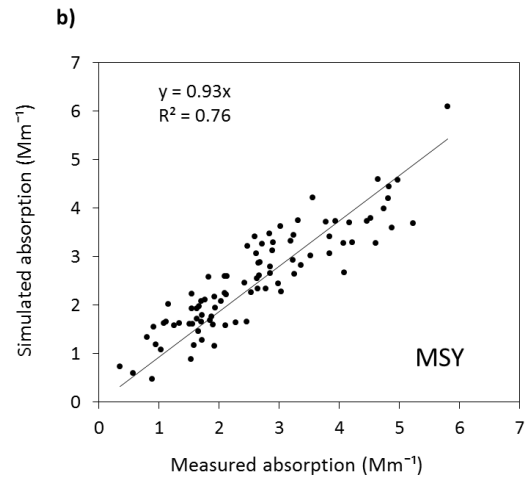 b)
y = 0.93x
R² = 0.76
7
6
5
4
3
2
1
0
Simulated absorption (Mm⁻¹)
MSY
0 1 2 3 4 5 6 7
Measured absorption (Mm⁻¹)